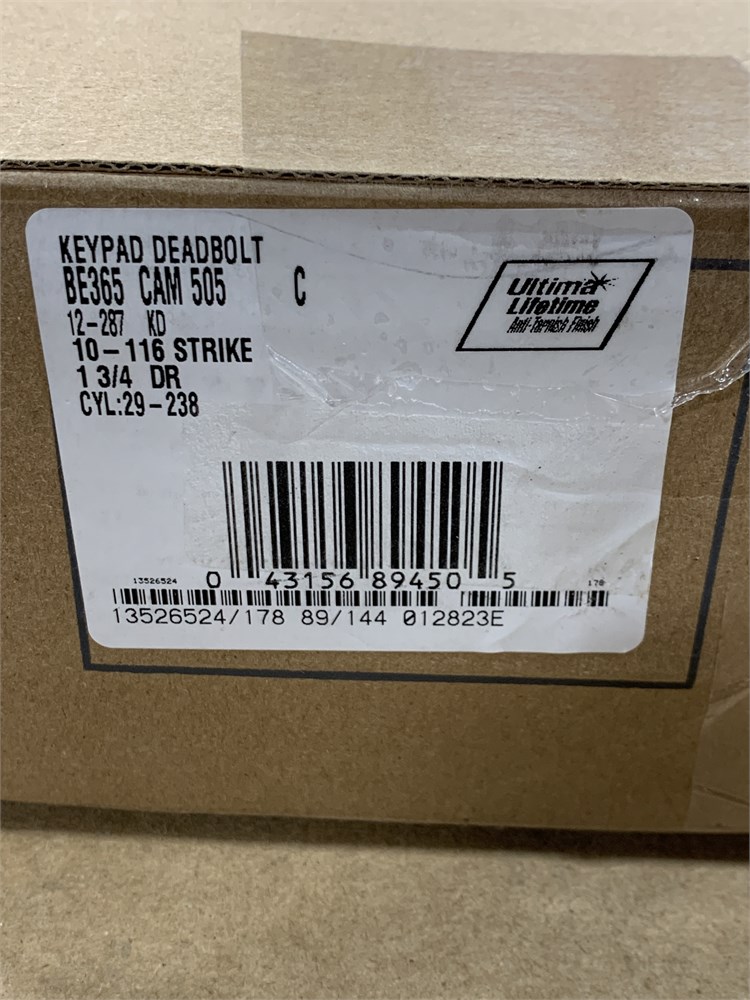 KEYPAD DEADBOLT
BE365 CAM 505 C
12-287 KD
10-116 STRIKE
1 3/4 DR
CYL:29-238
Ultima
Lifetime
Anti-Tarnish Finish
13526524 0 43156 89450 5 178
13526524/178 89/144 012823E